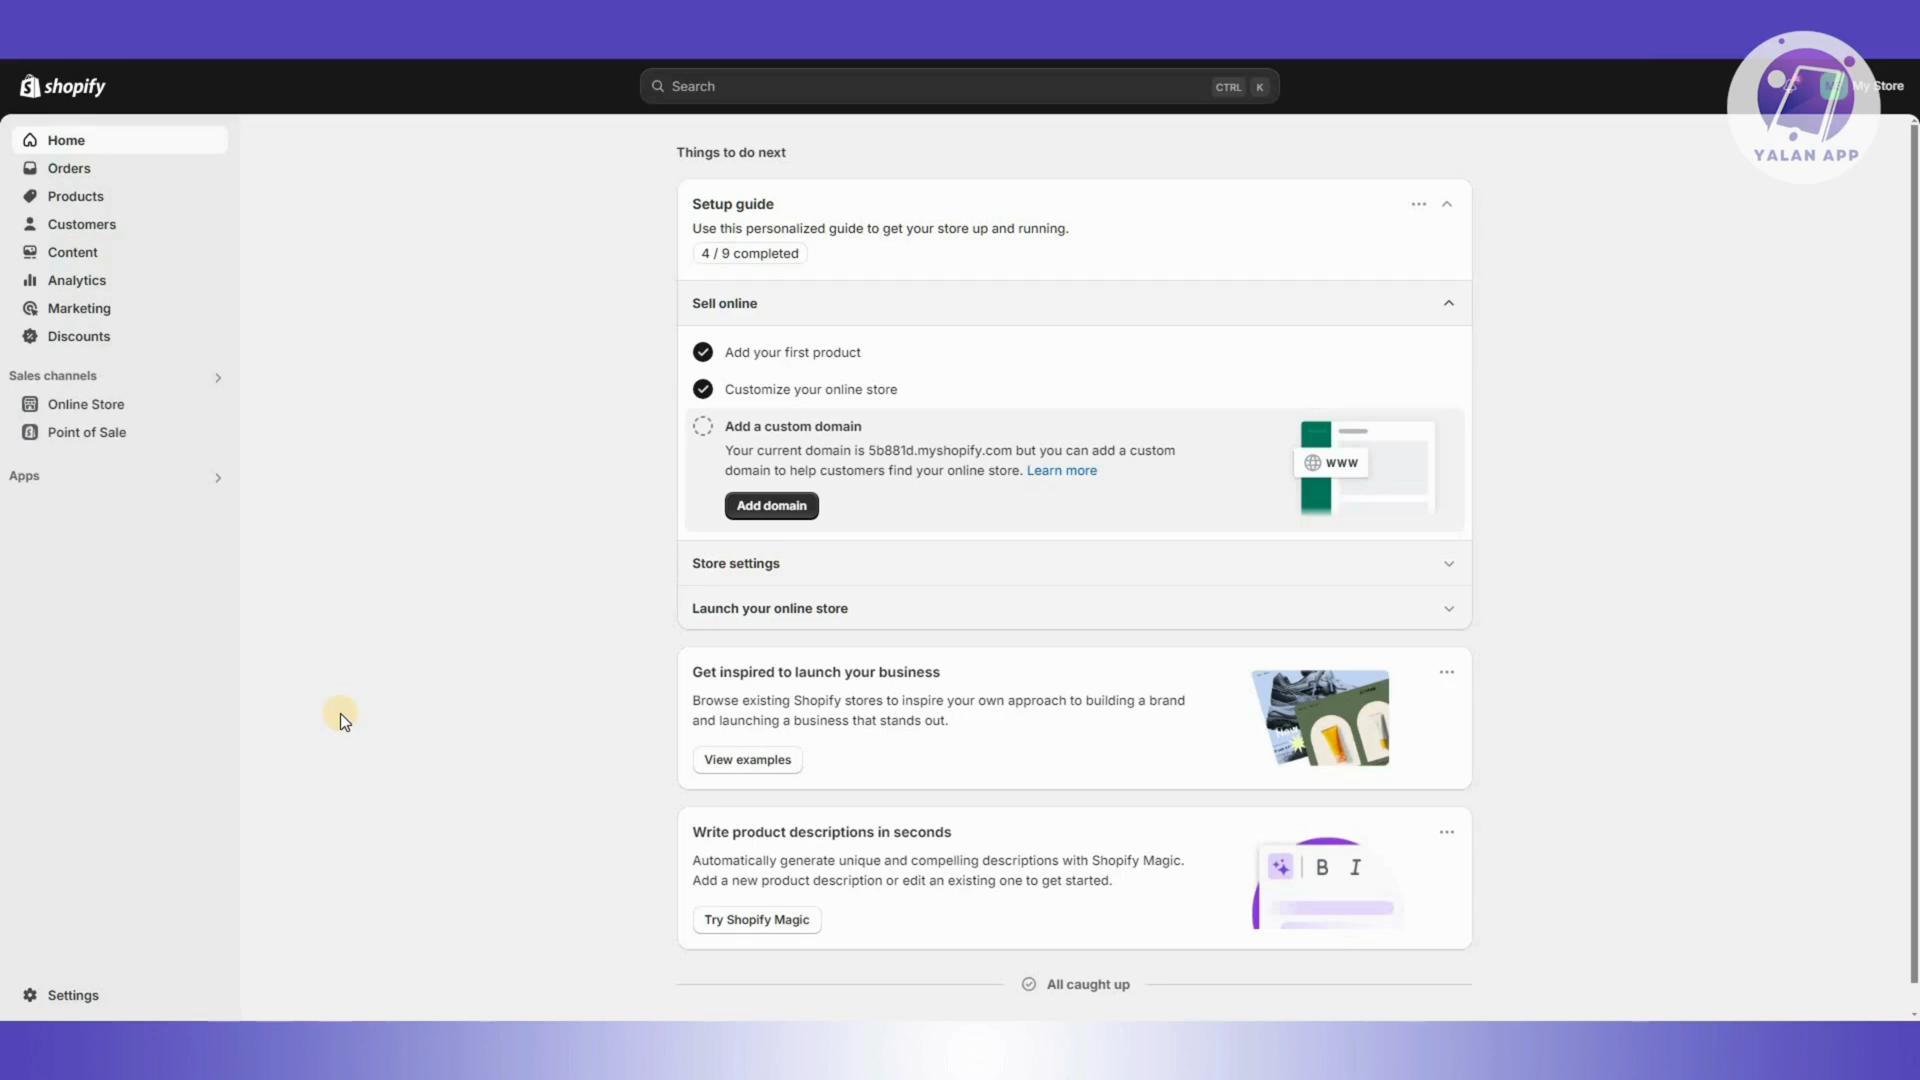 shopify
Search
CTRL K
My Store
YALAN APP
Home
Orders
Products
Customers
Content
Analytics
Marketing
Discounts
Sales channels
Online Store
Point of Sale
Apps
Settings
Things to do next
Setup guide
Use this personalized guide to get your store up and running.
4 / 9 completed
Sell online
Add your first product
Customize your online store
Add a custom domain
Your current domain is 5b881d.myshopify.com but you can add a custom
domain to help customers find your online store. Learn more
Add domain
www
Store settings
Launch your online store
Get inspired to launch your business
Browse existing Shopify stores to inspire your own approach to building a brand
and launching a business that stands out.
View examples
New
Write product descriptions in seconds
Automatically generate unique and compelling descriptions with Shopify Magic.
Add a new product description or edit an existing one to get started.
Try Shopify Magic
B I
All caught up